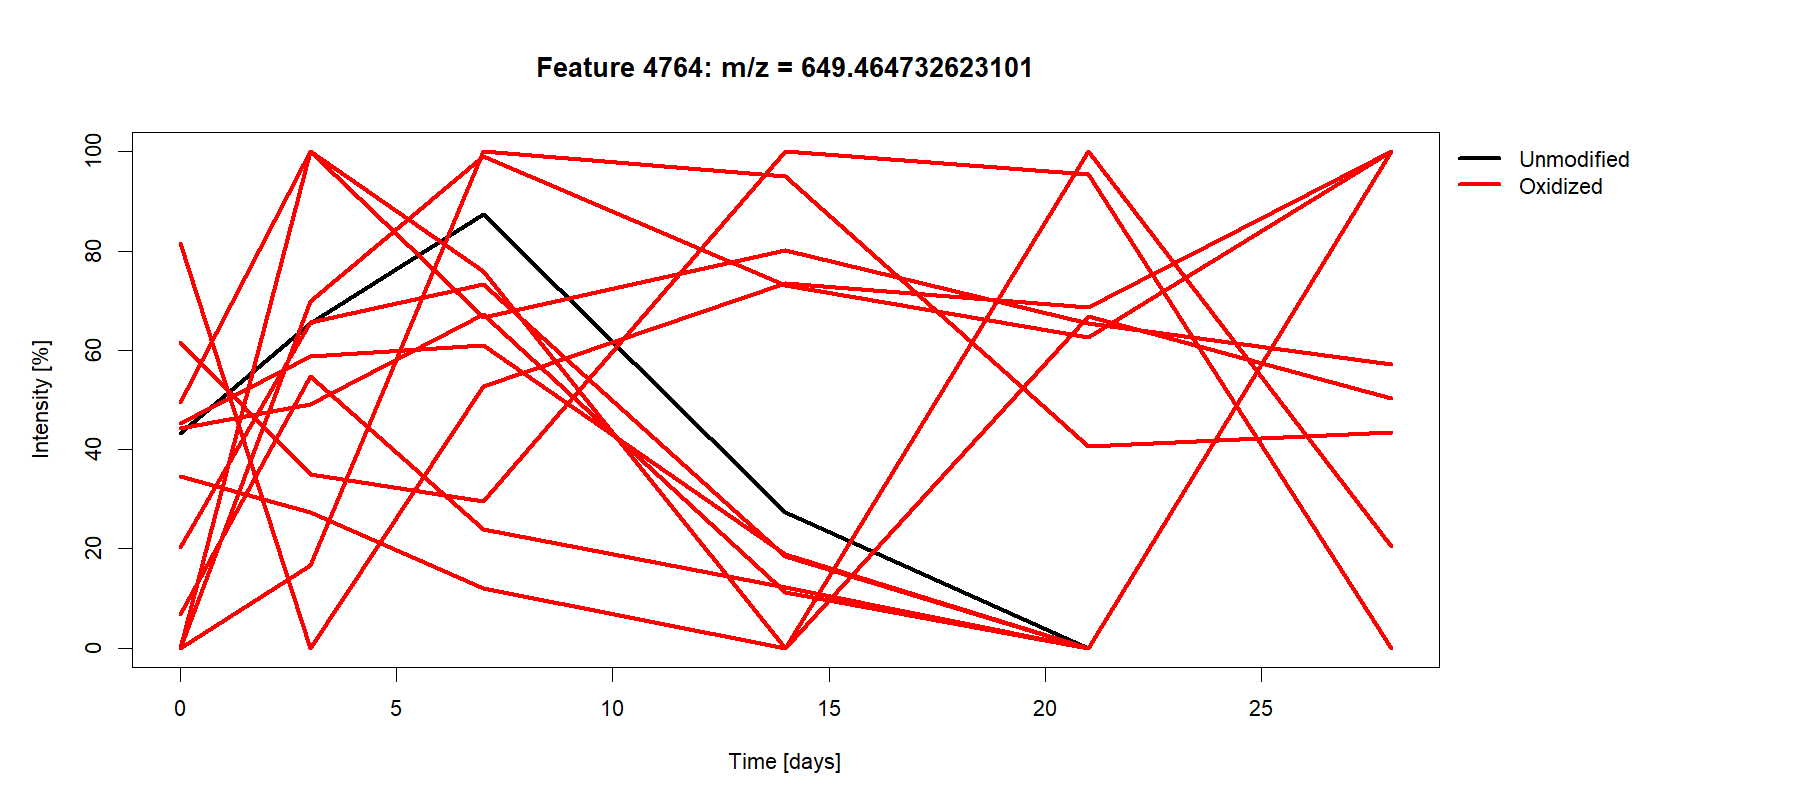 Feature 4764: m/z = 649.464732623101
Unmodified
Oxidized
Intensity [%]
100
80
60
40
20
0
0 5 10 15 20 25
Time [days]